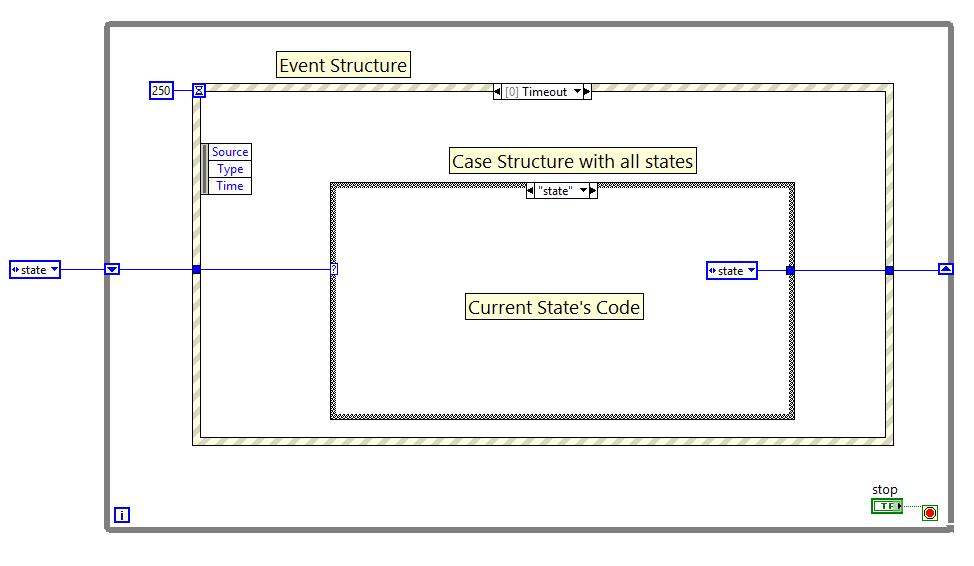 Event Structure
250
[0] Timeout
Source
Type
Time
Case Structure with all states
"state"
state
?
state
Current State's Code
stop
TF
i